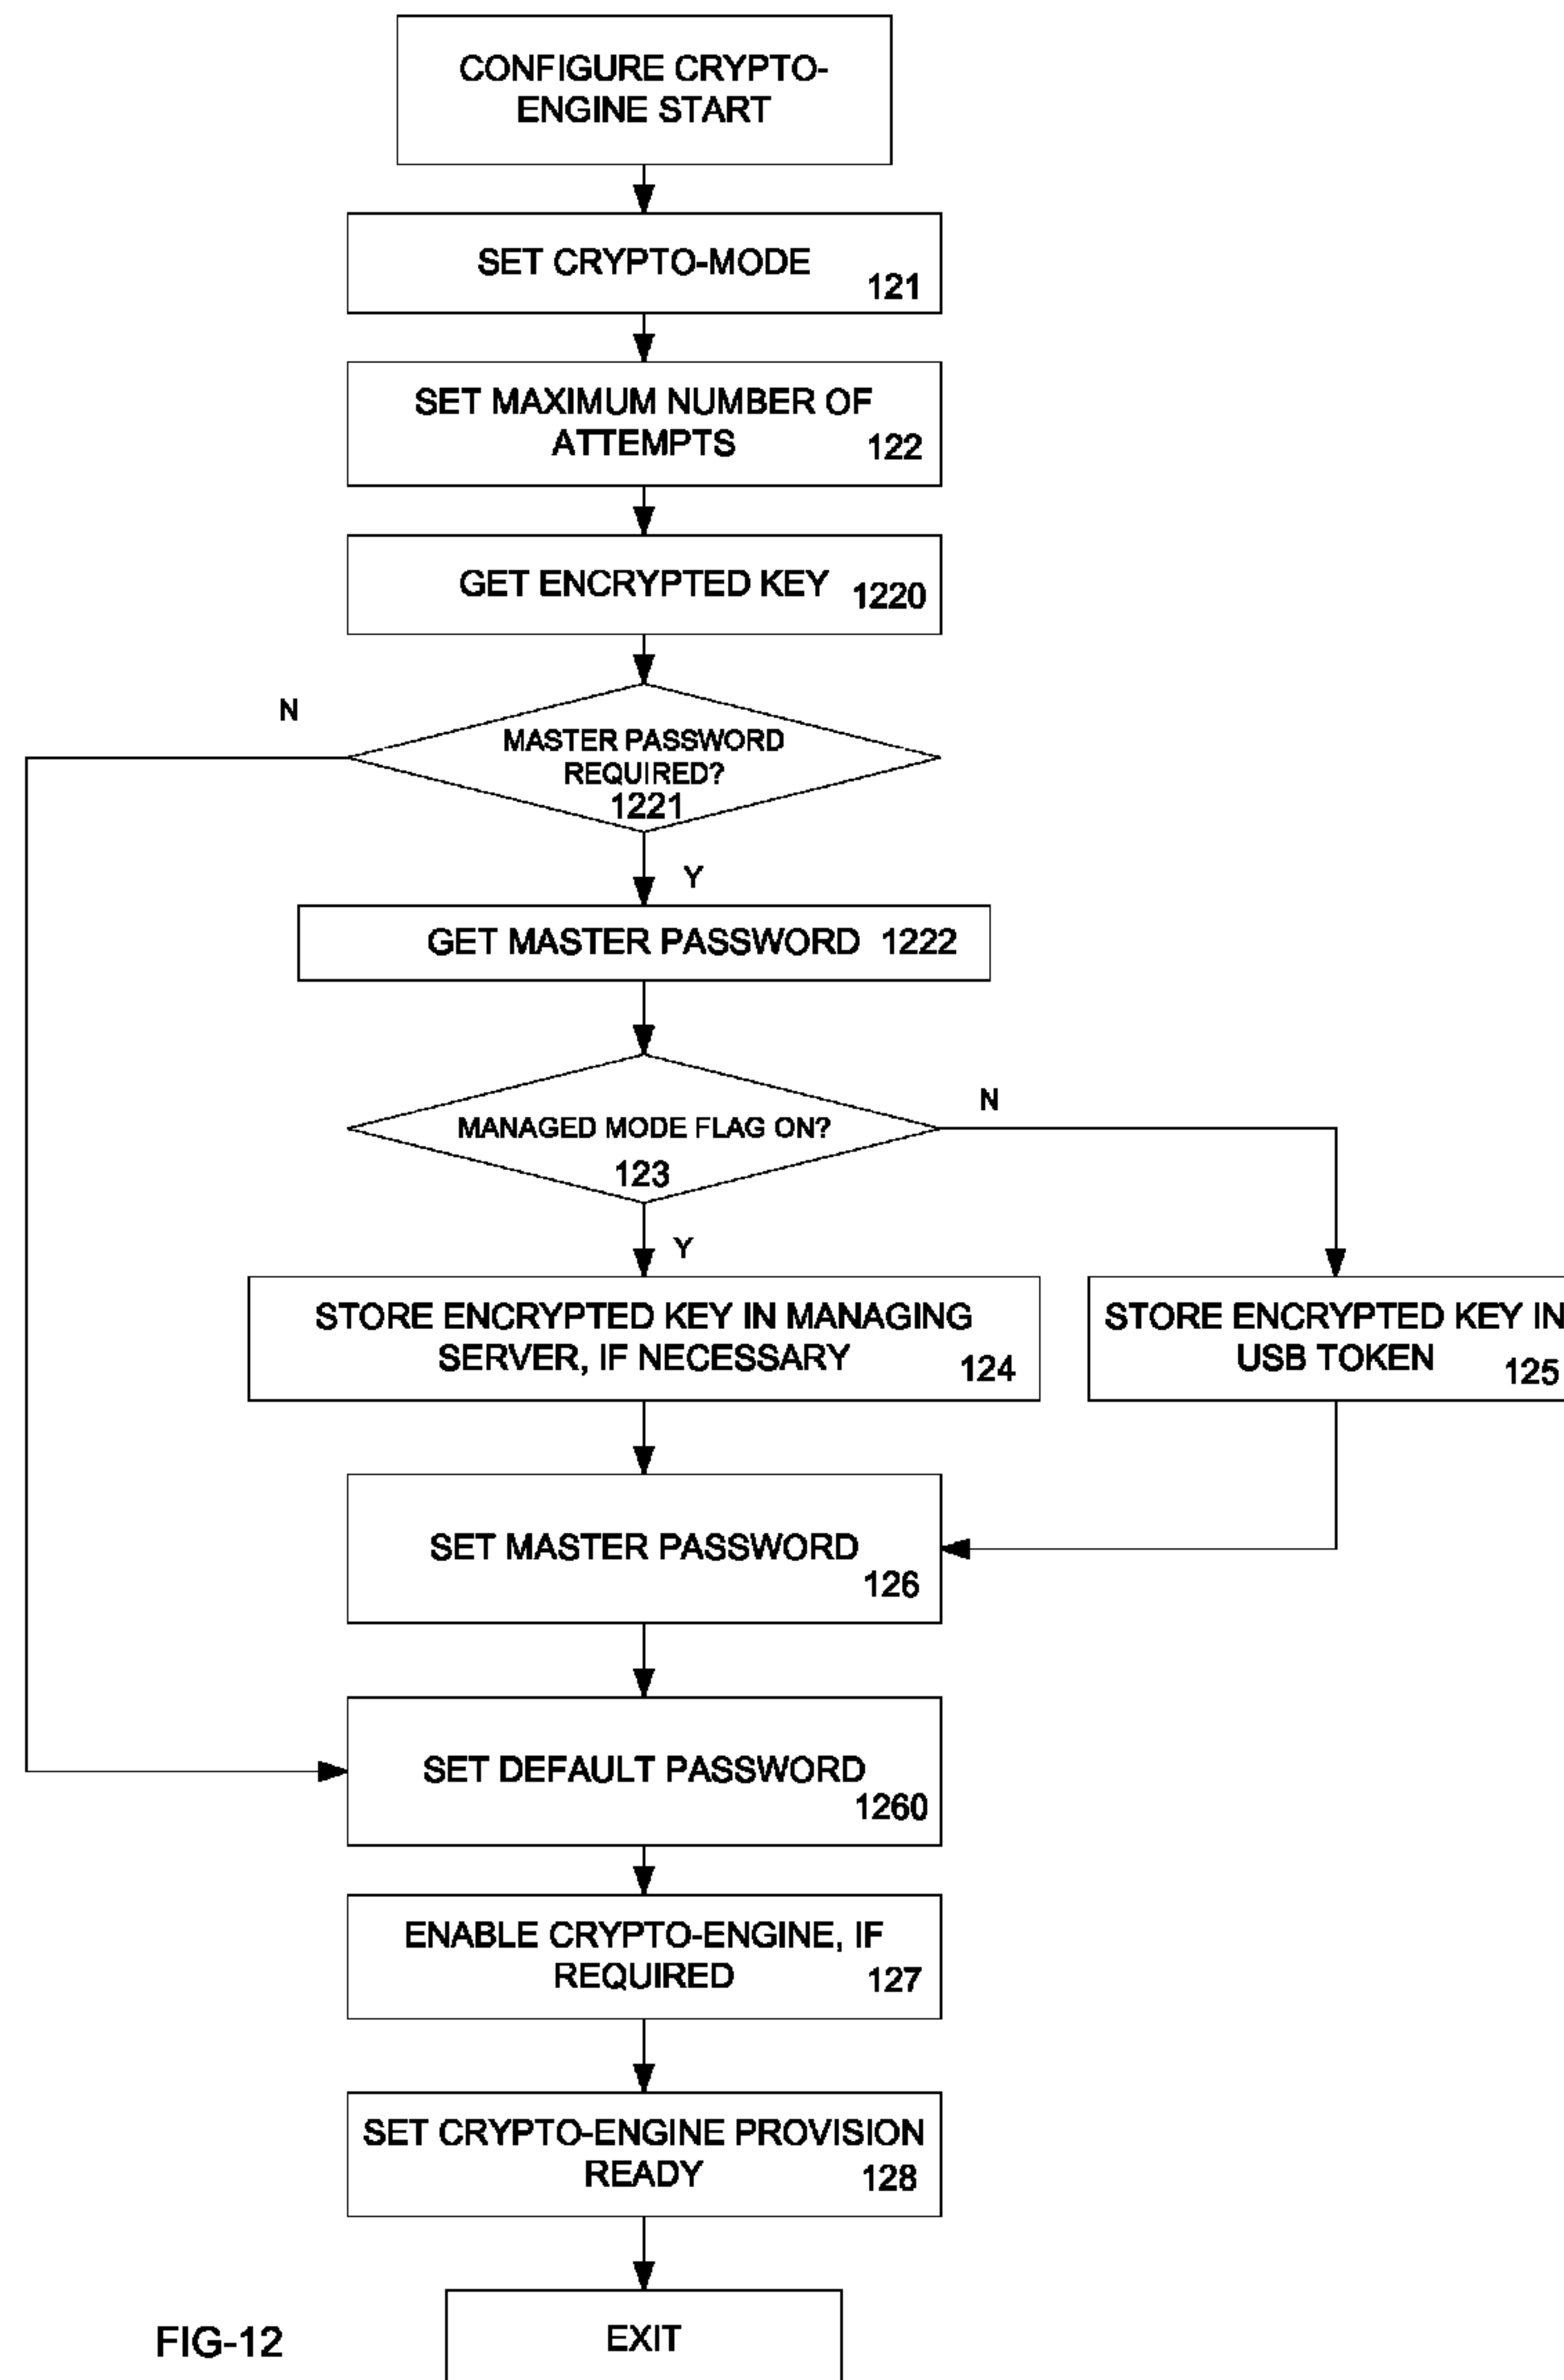 CONFIGURE CRYPTO-
ENGINE START
SET CRYPTO-MODE
121
SET MAXIMUM NUMBER OF
ATTEMPTS 122
GET ENCRYPTED KEY 1220
N
MASTER PASSWORD
REQUIRED?
1221
Y
GET MASTER PASSWORD 1222
N
MANAGED MODE FLAG ON?
123
Y
STORE ENCRYPTED KEY IN MANAGING
SERVER, IF NECESSARY 124
STORE ENCRYPTED KEY IN
USB TOKEN 125
SET MASTER PASSWORD
126
SET DEFAULT PASSWORD
1260
ENABLE CRYPTO-ENGINE, IF
REQUIRED 127
SET CRYPTO-ENGINE PROVISION
READY 128
EXIT
FIG-12